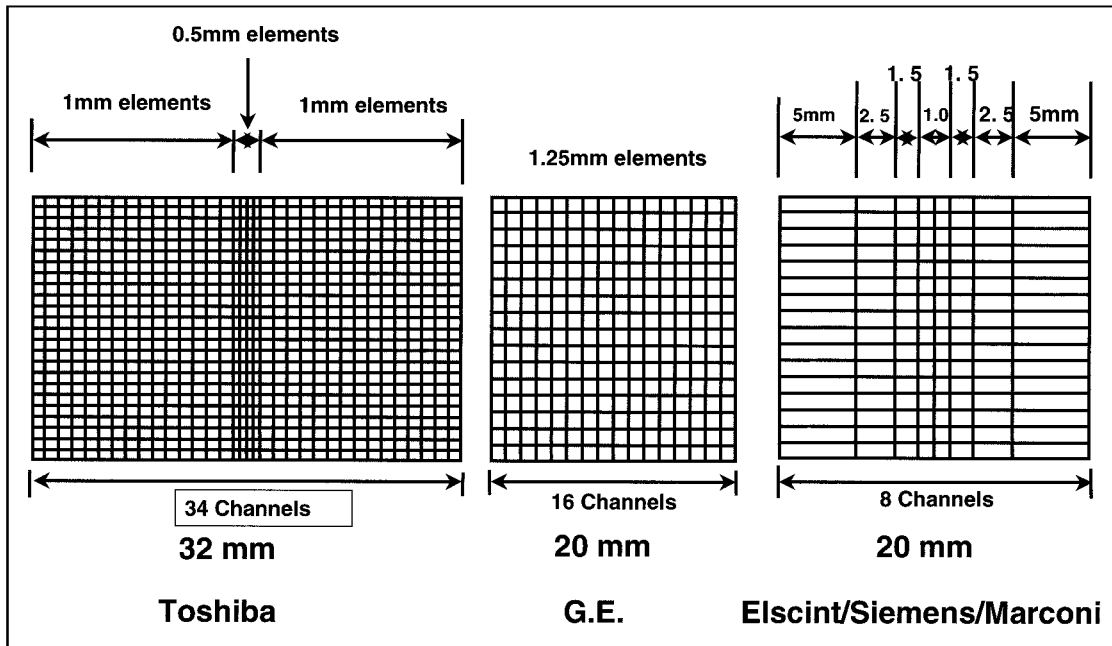 0.5mm elements
1mm elements
1mm elements
34 Channels
32 mm
Toshiba
1.25mm elements
16 Channels
20 mm
G.E.
1. 5
1. 5
5mm
2. 5
1.0
2. 5
5mm
8 Channels
20 mm
Elscint/Siemens/Marconi